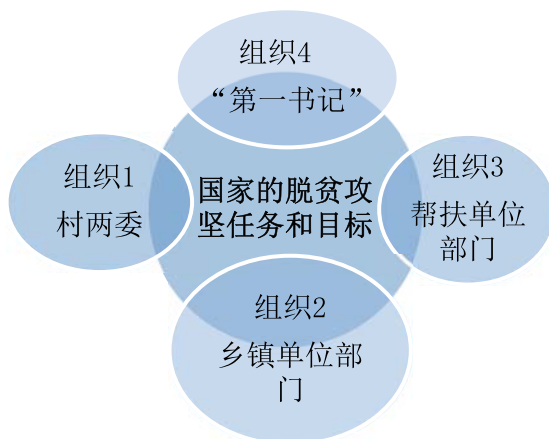 组织4
“第一书记”
组织1
村两委
国家的脱贫攻
坚任务和目标
组织3
帮扶单位
部门
组织2
乡镇单位部
门